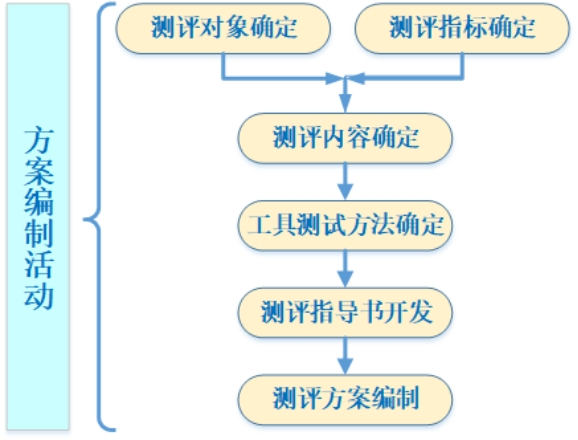 方案编制活动
测评对象确定
测评指标确定
测评内容确定
工具测试方法确定
测评指导书开发
测评方案编制